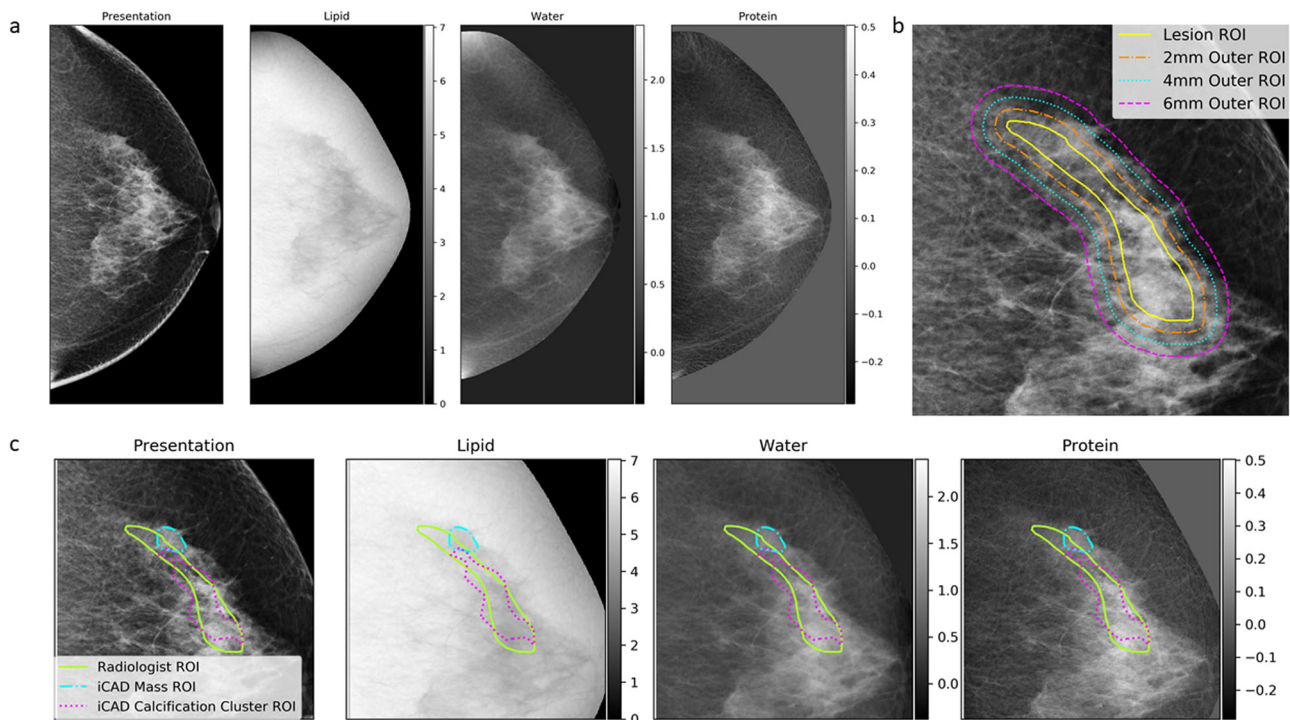 a
Presentation
Lipid
Water
Protein
7
6
5
4
3
2
1
0
2.0
1.5
1.0
0.5
0.0
0.5
0.4
0.3
0.2
0.1
0.0
−0.1
−0.2
b
Lesion ROI
2mm Outer ROI
4mm Outer ROI
6mm Outer ROI
c
Presentation
Lipid
Water
Protein
Radiologist ROI
iCAD Mass ROI
iCAD Calcification Cluster ROI
7
6
5
4
3
2
1
0
2.0
1.5
1.0
0.5
0.0
0.5
0.4
0.3
0.2
0.1
−0.0
−0.1
−0.2